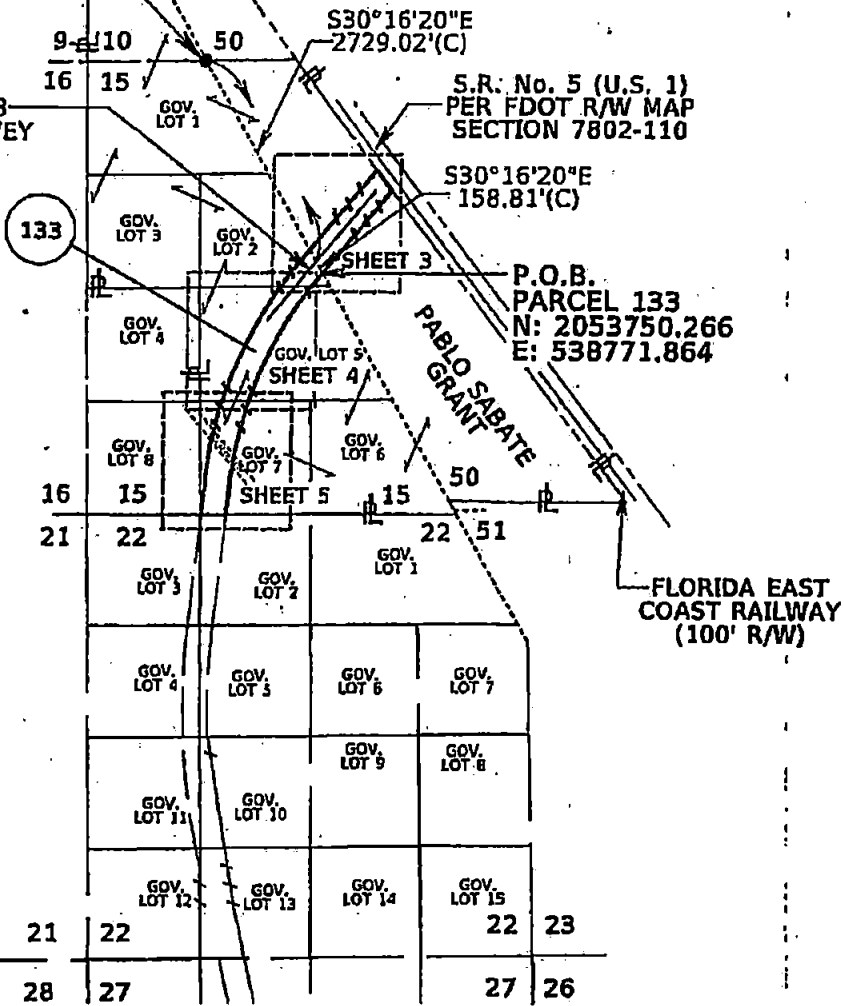 S30°16'20"E
2729.02'(C)
9 10
50
16 15
S.R. No. 5 (U.S. 1)
PER FDOT R/W MAP
SECTION 7802-110
GOV.
LOT 1
S30°16'20"E
158.81'(C)
133
GOV.
LOT 3
GOV.
LOT 2
SHEET 3
P.O.B.
PARCEL 133
N: 2053750.266
E: 538771.864
GOV.
LOT 4
GOV. LOT 5
SHEET 4
PABLO SABATE
GRANT
GOV.
LOT 8
GOV.
LOT 7
GOV.
LOT 6
SHEET 5
16 15
15
50
21 22
22 51
GOV.
LOT 3
GOV.
LOT 2
GOV.
LOT 1
FLORIDA EAST
COAST RAILWAY
(100' R/W)
GOV.
LOT 4
GOV.
LOT 5
GOV.
LOT 6
GOV.
LOT 7
GOV.
LOT 9
GOV.
LOT 8
GOV.
LOT 11
GOV.
LOT 10
GOV.
LOT 12
GOV.
LOT 13
GOV.
LOT 14
GOV.
LOT 15
21 22
22 23
28 27
27 26